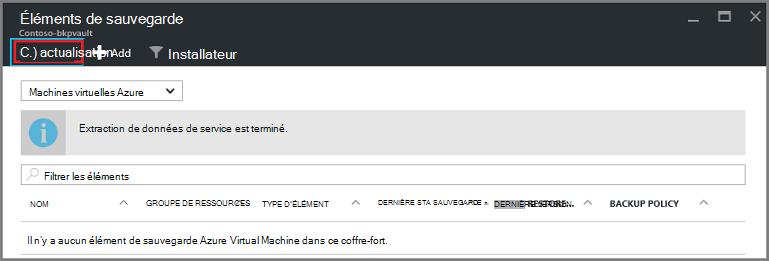 Éléments de sauvegarde
Contoso-bkpvault
C.) actualisation Add Installateur
Machines virtuelles Azure
Extraction de données de service est terminé.
Filtrer les éléments
NOM GROUPE DE RESSOURCES TYPE D'ÉLÉMENT DERNIÈRE STA SAUVEGARDE DERNIÈRE BACKUP POLICY
Il n'y a aucun élément de sauvegarde Azure Virtual Machine dans ce coffre-fort.